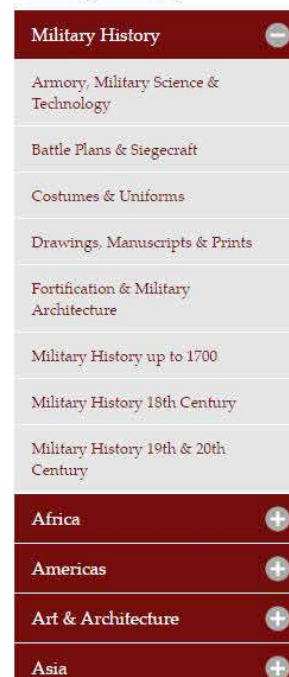 Military History
Armory, Military Science &
Technology
Battle Plans & Siegecraft
Costumes & Uniforms
Drawings, Manuscripts & Prints
Fortification & Military
Architecture
Military History up to 1700
Military History 18th Century
Military History 19th & 20th
Century
Africa
Americas
Art & Architecture
Asia